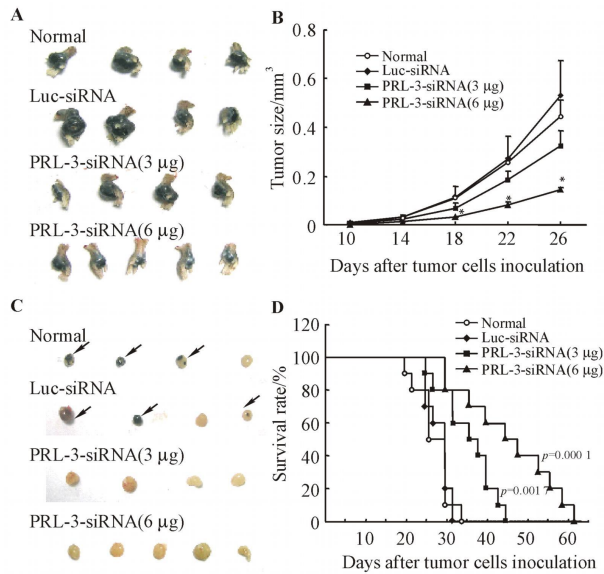 A
Normal
Luc-siRNA
PRL-3-siRNA(3 μg)
PRL-3-siRNA(6 μg)
B
Normal
Luc-siRNA
PRL-3-siRNA(3 μg)
PRL-3-siRNA(6 μg)
Tumor size/mm³
0.8
0.6
0.4
0.2
0
*
*
*
10 14 18 22 26
Days after tumor cells inoculation
C
Normal
Luc-siRNA
PRL-3-siRNA(3 μg)
PRL-3-siRNA(6 μg)
D
Normal
Luc-siRNA
PRL-3-siRNA(3 μg)
PRL-3-siRNA(6 μg)
Survival rate/%
120
100
80
60
40
20
0
p=0.000 1
p=0.001 7
10 20 30 40 50 60
Days after tumor cells inoculation